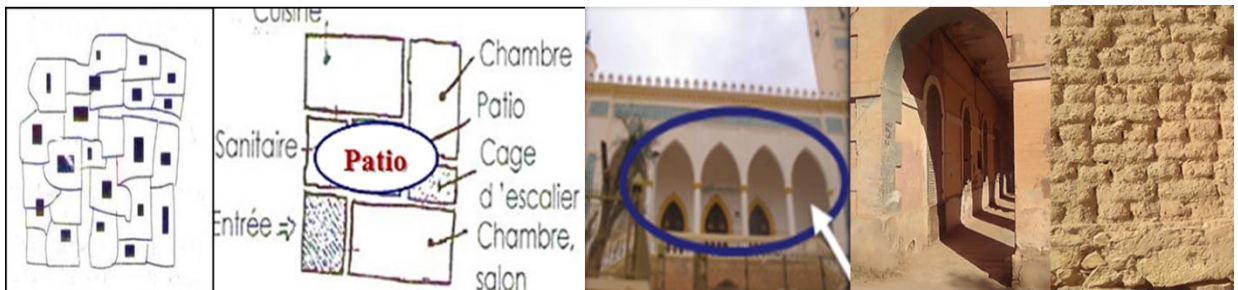 Cuisine,
Chambre
Patio
Sanitaire
Patio
Cage
d'escalier
Entrée ⇒
Chambre,
salon